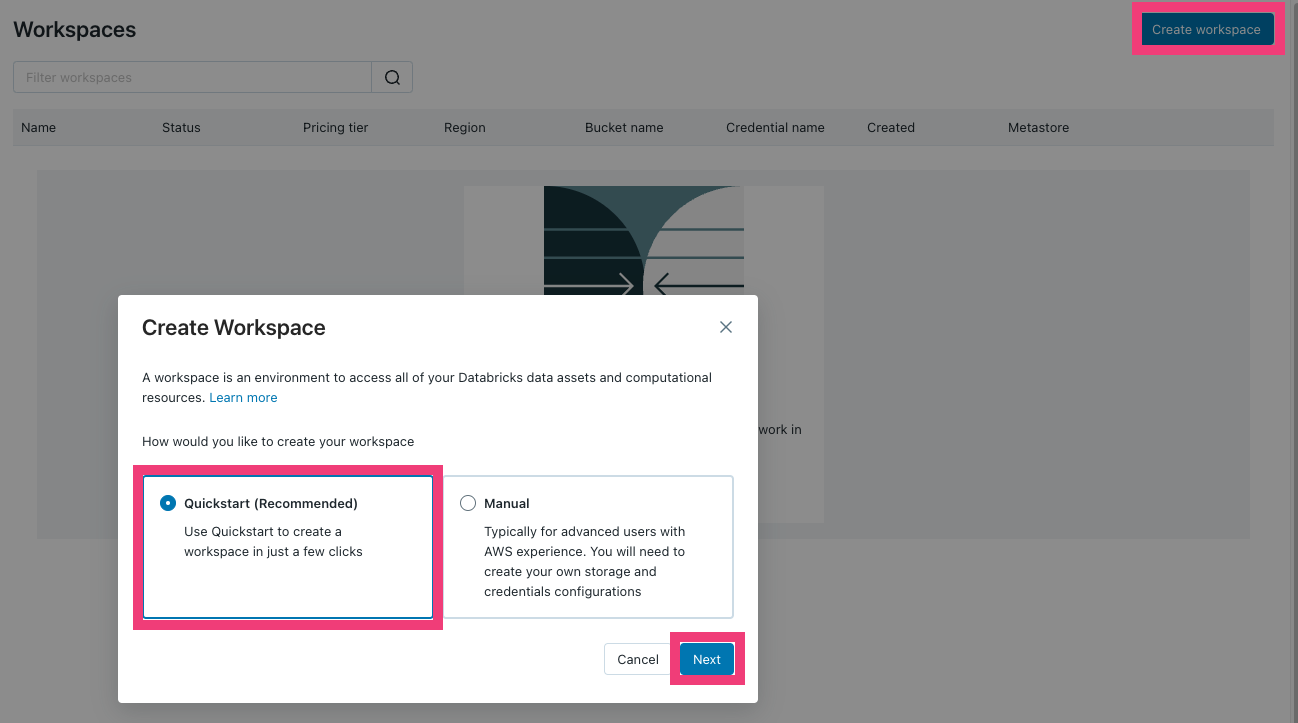 Workspaces
Create workspace
Filter workspaces
Name Status Pricing tier Region Bucket name Credential name Created Metastore
Create Workspace
A workspace is an environment to access all of your Databricks data assets and computational
resources. Learn more
work in
How would you like to create your workspace
Quickstart (Recommended)
Use Quickstart to create a
workspace in just a few clicks
Manual
Typically for advanced users with
AWS experience. You will need to
create your own storage and
credentials configurations
Cancel
Next